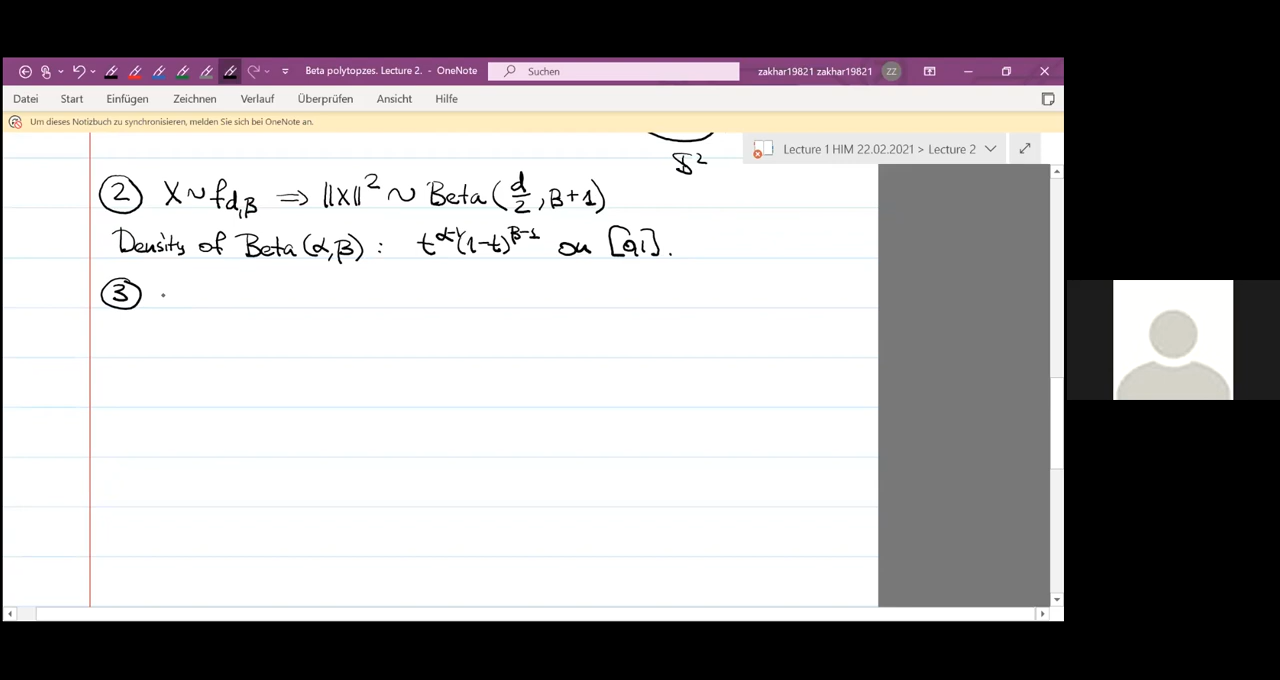 Beta polytopzes. Lecture 2. - OneNote
Suchen
zakhar19821 zakhar19821
ZZ
Datei Start Einfügen Zeichnen Verlauf Überprüfen Ansicht Hilfe
Um dieses Notizbuch zu synchronisieren, melden Sie sich bei OneNote an.
Lecture 1 HIM 22.02.2021 > Lecture 2
𝕊²
② X ~ f_{d,β} ⟹ ‖X‖² ~ Beta(d/2, β+1)
Density of Beta(α,β) : t^{α-1}(1-t)^{β-1} on [0,1].
③